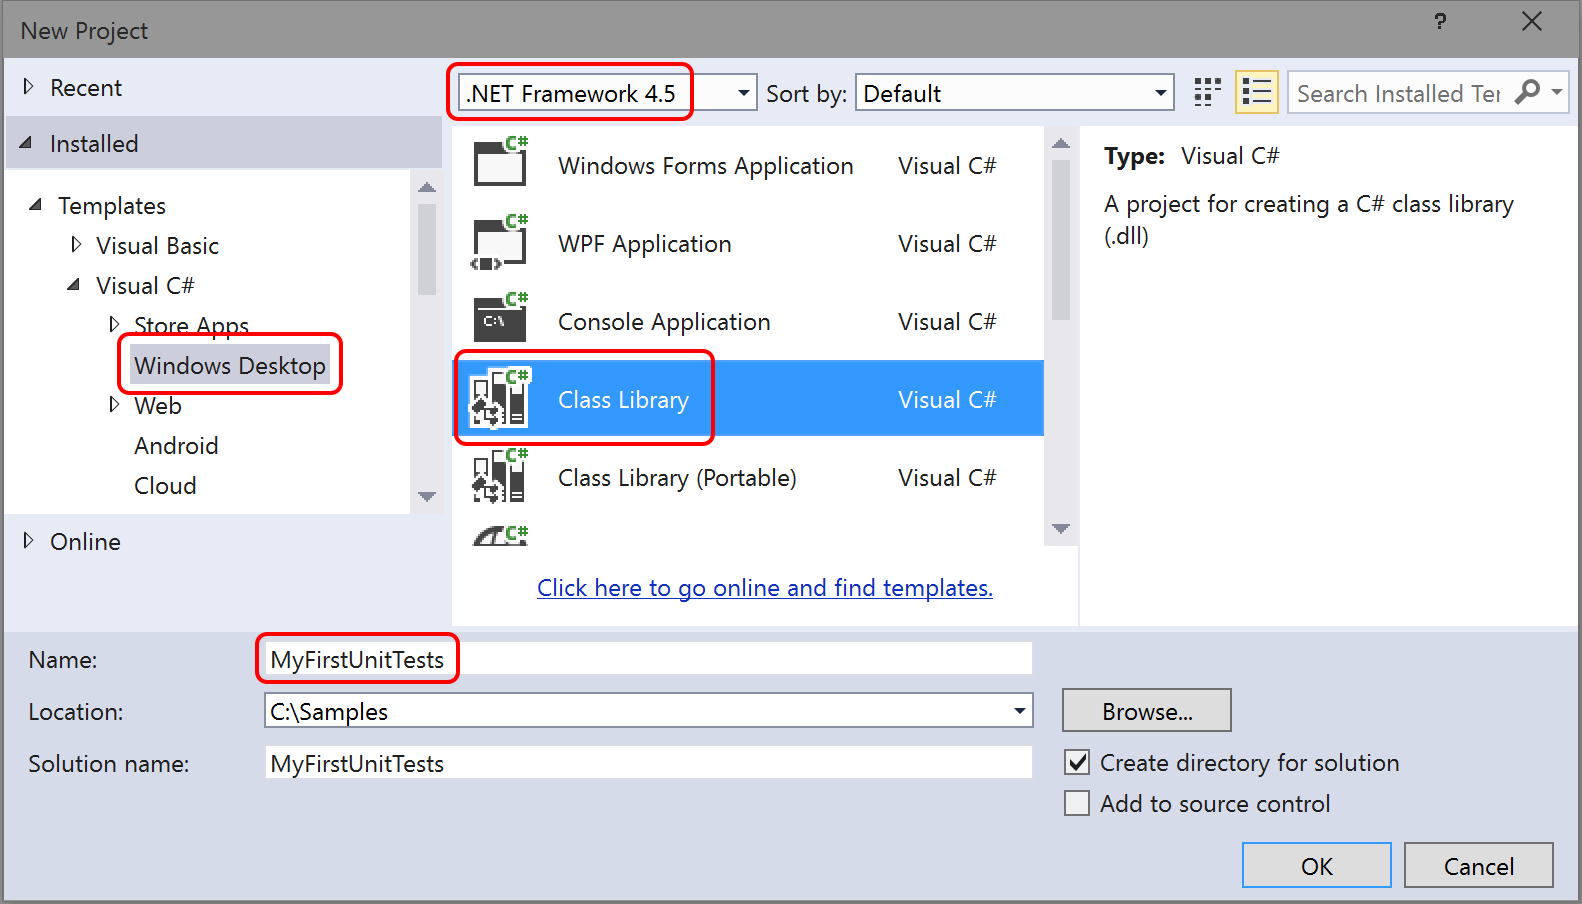 New Project
?
Recent
.NET Framework 4.5
Sort by:
Default
Search Installed Ter
Installed
Templates
Visual Basic
Visual C#
Store Apps
Windows Desktop
Web
Android
Cloud
Online
C#
Windows Forms Application
Visual C#
C#
WPF Application
Visual C#
C#
C:\
Console Application
Visual C#
C#
Class Library
Visual C#
C#
Class Library (Portable)
Visual C#
C#
Click here to go online and find templates.
Type: Visual C#
A project for creating a C# class library
(.dll)
Name:
MyFirstUnitTests
Location:
C:\Samples
Browse...
Solution name:
MyFirstUnitTests
Create directory for solution
Add to source control
OK
Cancel